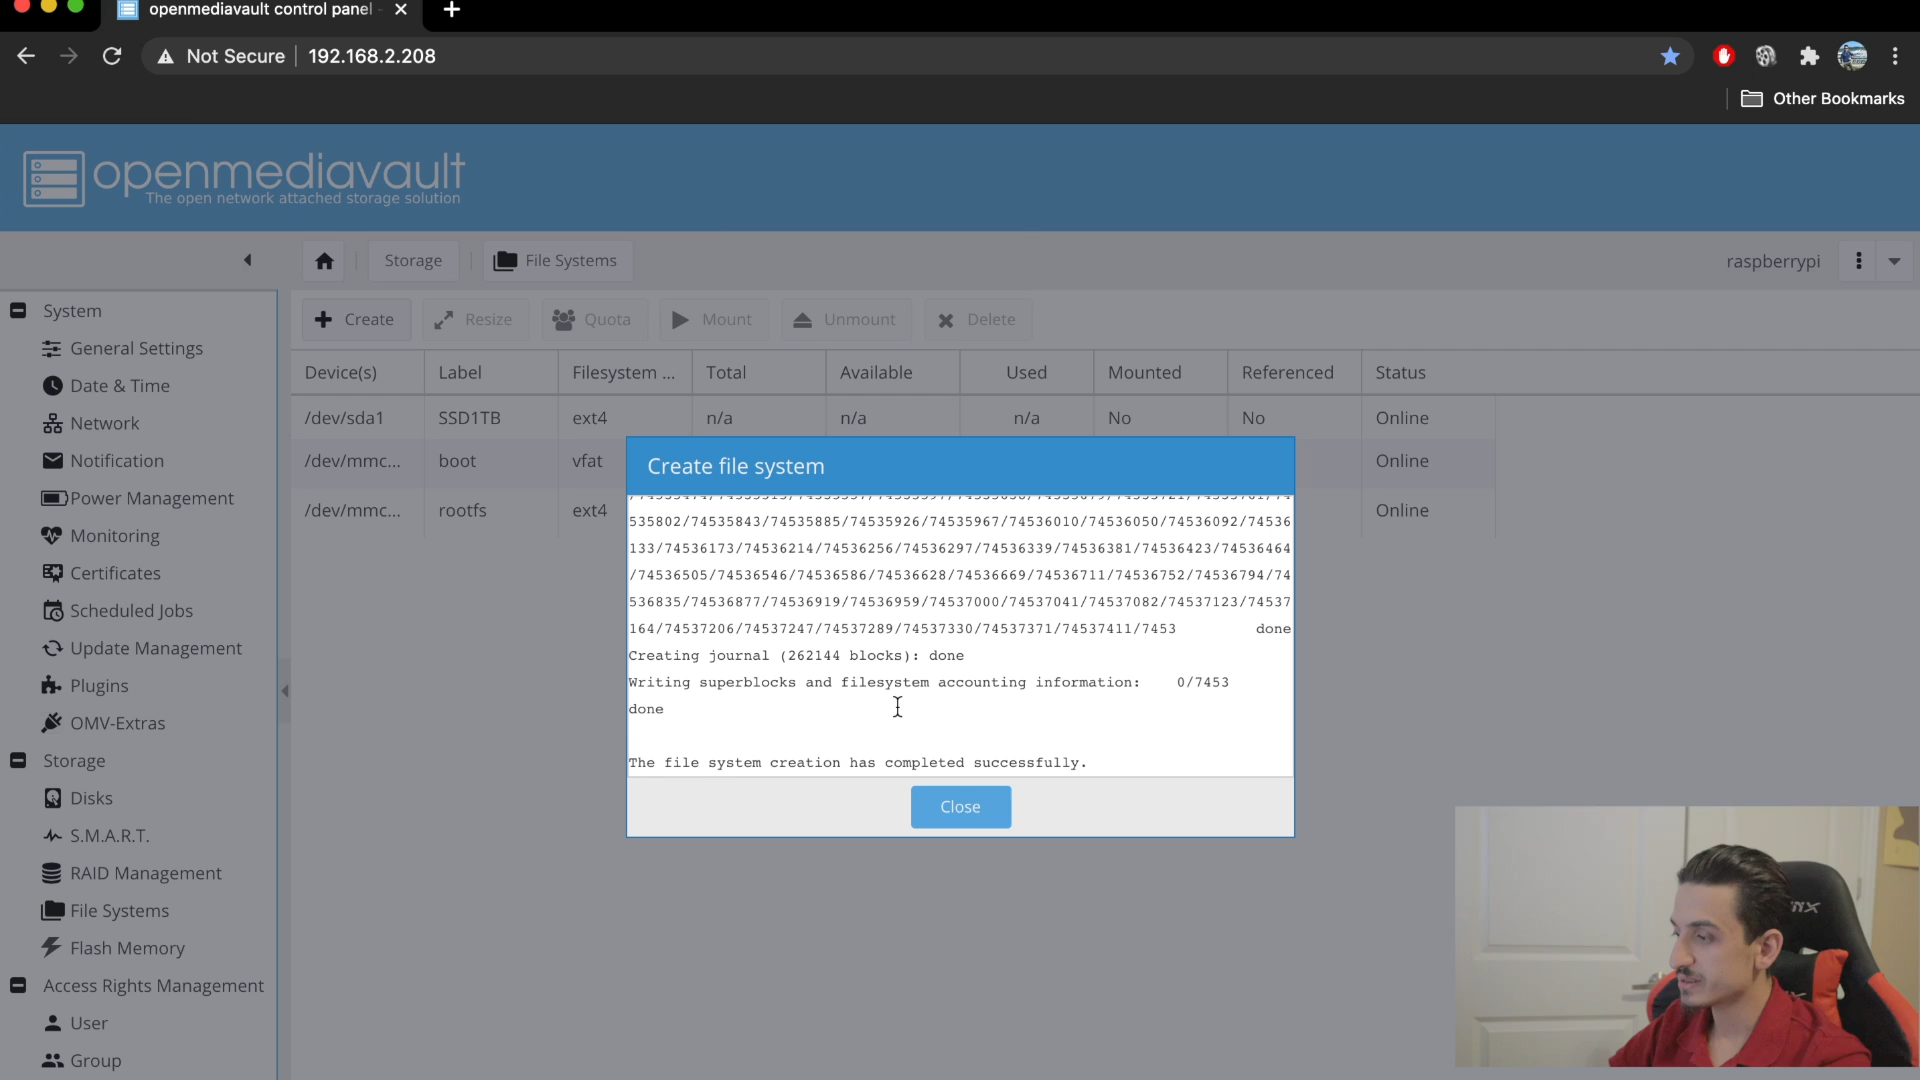 openmediavault control panel -
Not Secure 192.168.2.208
Other Bookmarks
openmediavault
The open network attached storage solution
Storage File Systems raspberrypi
Create Resize Quota Mount Unmount Delete
Device(s) Label Filesystem ... Total Available Used Mounted Referenced Status
/dev/sda1 SSD1TB ext4 n/a n/a n/a No No Online
/dev/mmc... boot vfat Online
/dev/mmc... rootfs ext4 Online
System
General Settings
Date & Time
Network
Notification
Power Management
Monitoring
Certificates
Scheduled Jobs
Update Management
Plugins
OMV-Extras
Storage
Disks
S.M.A.R.T.
RAID Management
File Systems
Flash Memory
Access Rights Management
User
Group
Create file system
535802/74535843/74535885/74535926/74535967/74536010/74536050/74536092/74536
133/74536173/74536214/74536256/74536297/74536339/74536381/74536423/74536464
/74536505/74536546/74536586/74536628/74536669/74536711/74536752/74536794/74
536835/74536877/74536919/74536959/74537000/74537041/74537082/74537123/74537
164/74537206/74537247/74537289/74537330/74537371/74537411/7453 done
Creating journal (262144 blocks): done
Writing superblocks and filesystem accounting information: 0/7453
done
The file system creation has completed successfully.
Close